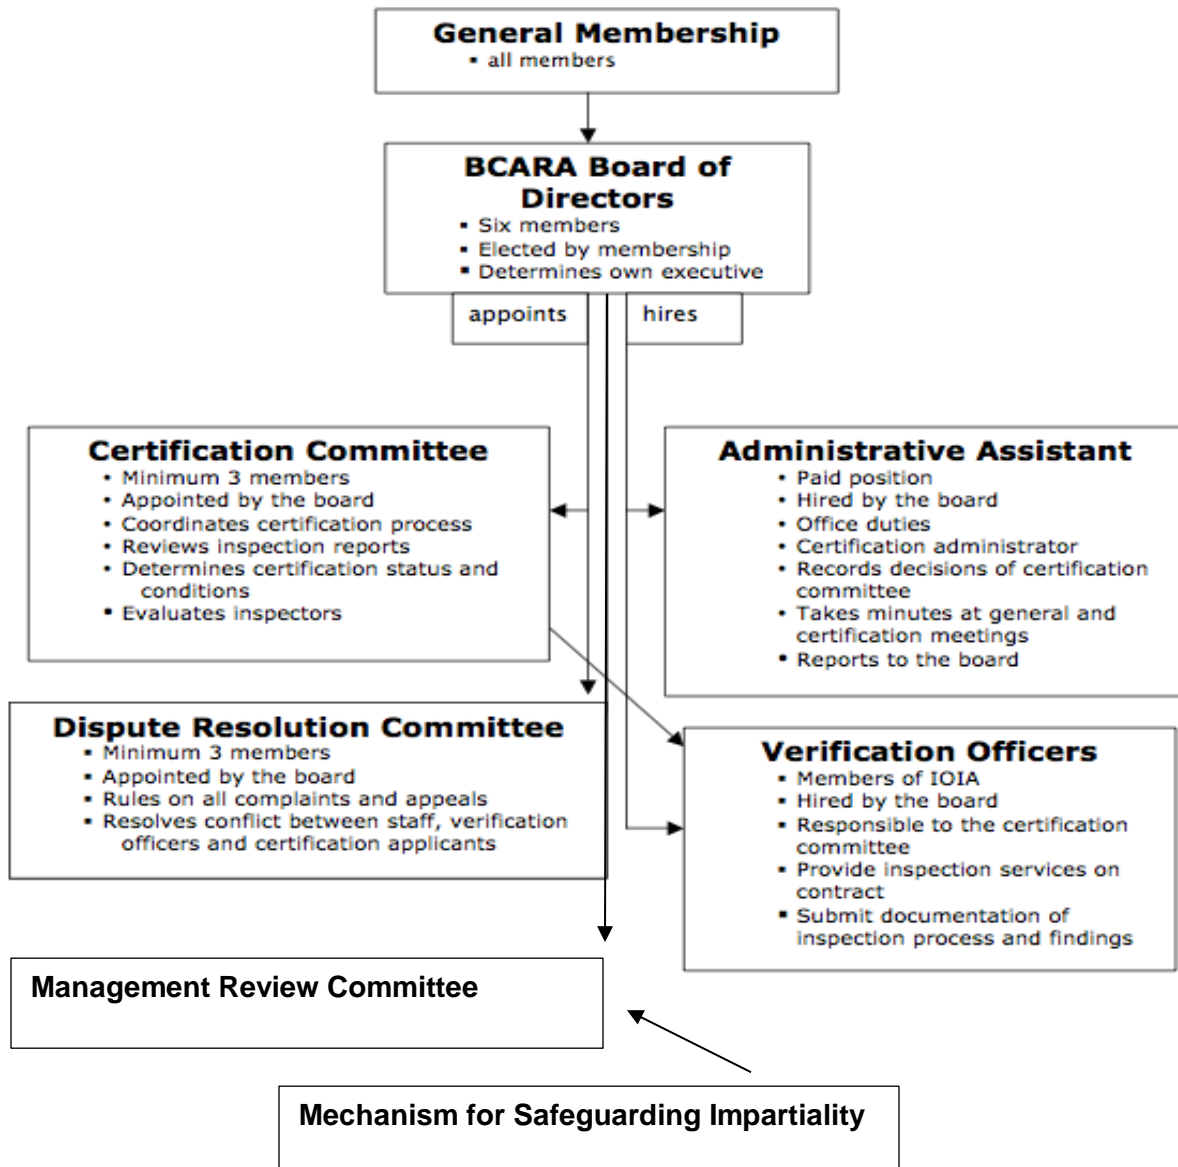 General Membership
▪ all members
BCARA Board of
Directors
▪ Six members
▪ Elected by membership
▪ Determines own executive
appoints
hires
Certification Committee
• Minimum 3 members
• Appointed by the board
• Coordinates certification process
• Reviews inspection reports
• Determines certification status and
conditions
▪ Evaluates inspectors
Administrative Assistant
• Paid position
• Hired by the board
• Office duties
• Certification administrator
• Records decisions of certification
committee
• Takes minutes at general and
certification meetings
▪ Reports to the board
Dispute Resolution Committee
▪ Minimum 3 members
▪ Appointed by the board
▪ Rules on all complaints and appeals
▪ Resolves conflict between staff, verification
officers and certification applicants
Verification Officers
▪ Members of IOIA
▪ Hired by the board
▪ Responsible to the certification
committee
▪ Provide inspection services on
contract
▪ Submit documentation of
inspection process and findings
Management Review Committee
Mechanism for Safeguarding Impartiality